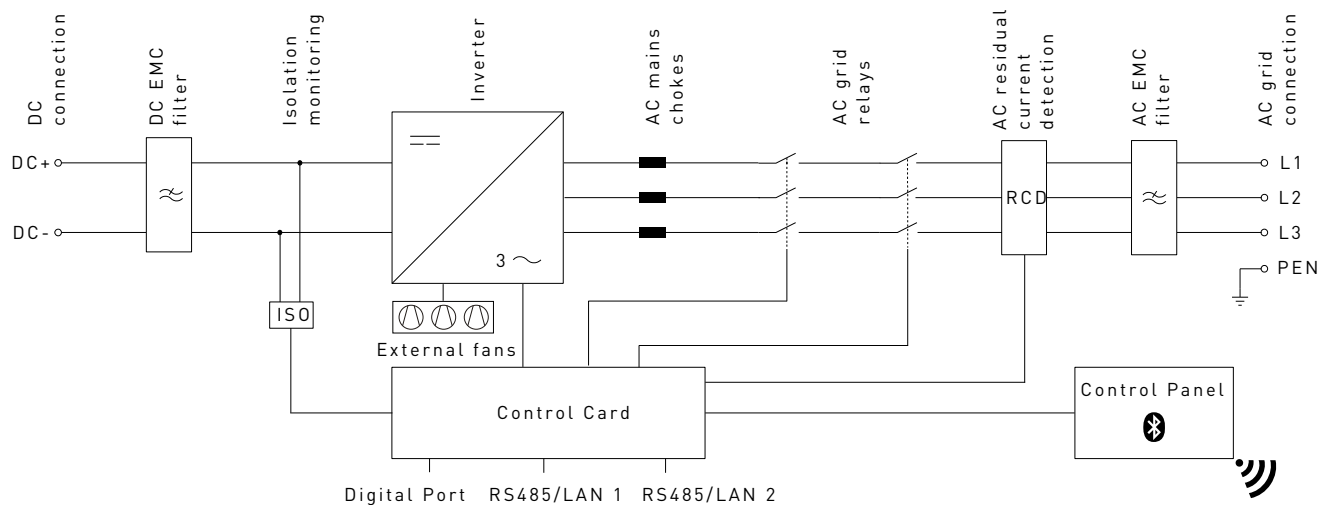 DC
connection
DC EMC
filter
Isolation
monitoring
Inverter
AC mains
chokes
AC grid
relays
AC residual
current
detection
AC EMC
filter
AC grid
connection
DC+
L1
RCD
L2
DC-
L3
3
PEN
ISO
External fans
Control Card
Control Panel
Digital Port
RS485/LAN 1
RS485/LAN 2